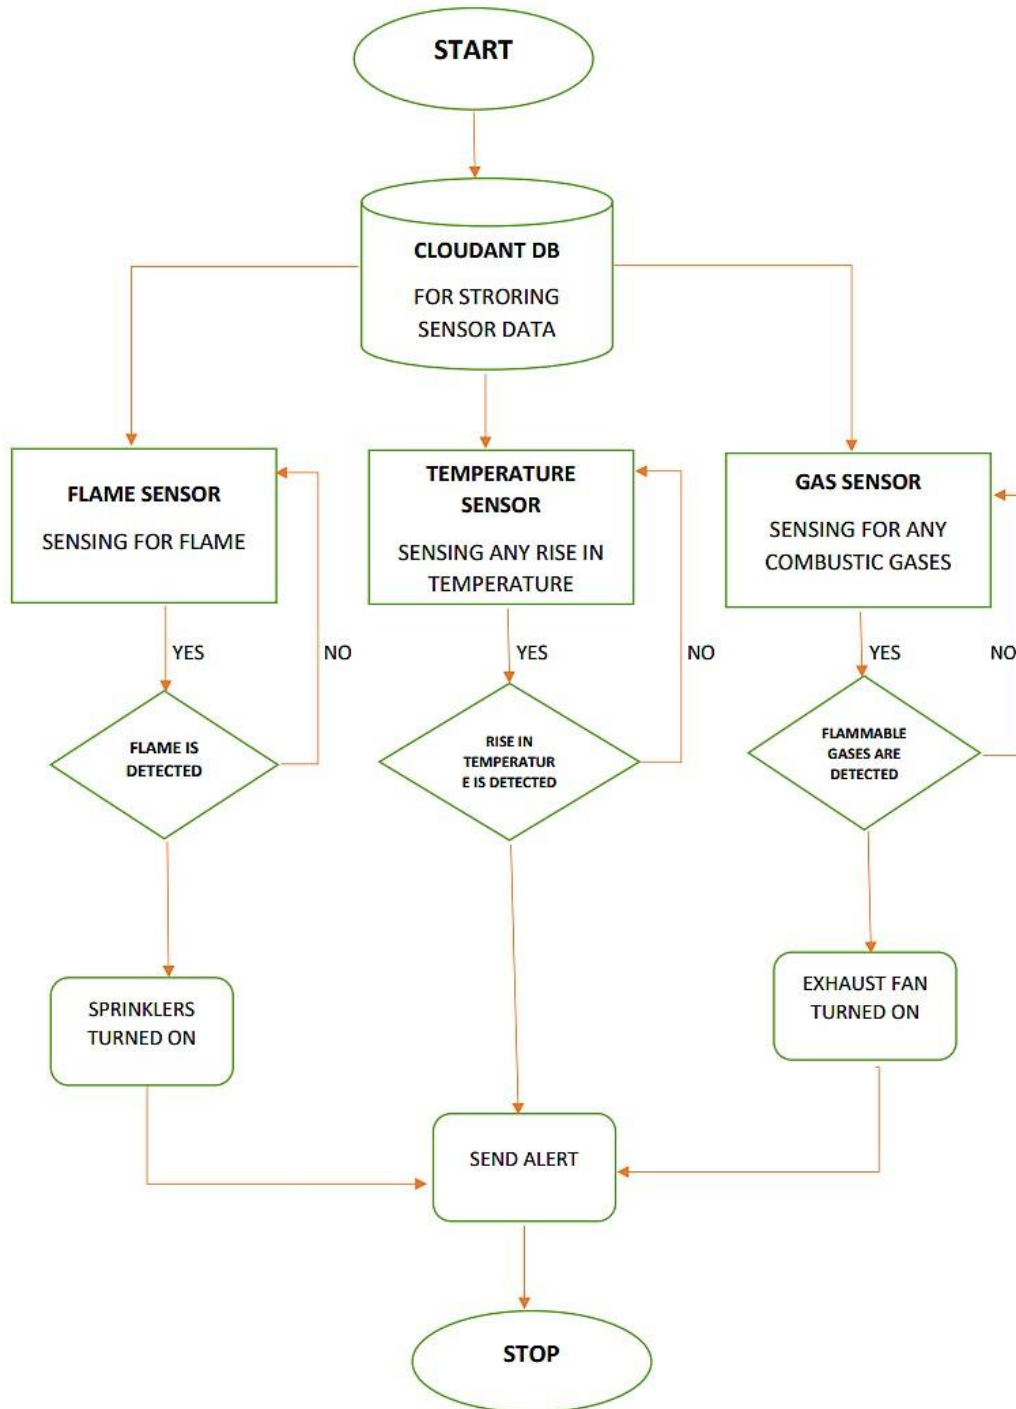 START
CLOUDANT DB
FOR STRORING
SENSOR DATA
FLAME SENSOR
SENSING FOR FLAME
TEMPERATURE
SENSOR
SENSING ANY RISE IN
TEMPERATURE
GAS SENSOR
SENSING FOR ANY
COMBUSTIC GASES
YES
NO
YES
NO
YES
NO
FLAME IS
DETECTED
RISE IN
TEMPERATUR
E IS DETECTED
FLAMMABLE
GASES ARE
DETECTED
SPRINKLERS
TURNED ON
EXHAUST FAN
TURNED ON
SEND ALERT
STOP